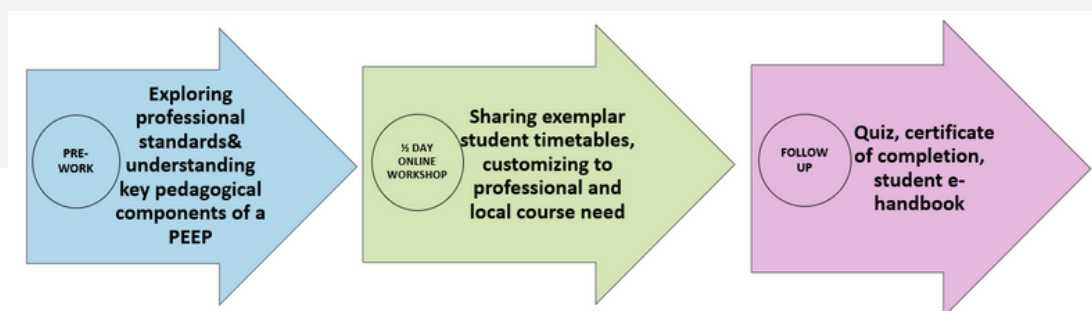 PRE-
WORK
Exploring
professional
standards&
understanding
key pedagogical
components of a
PEEP
½ DAY
ONLINE
WORKSHOP
Sharing exemplar
student timetables,
customizing to
professional and
local course need
FOLLOW
UP
Quiz, certificate
of completion,
student e-
handbook